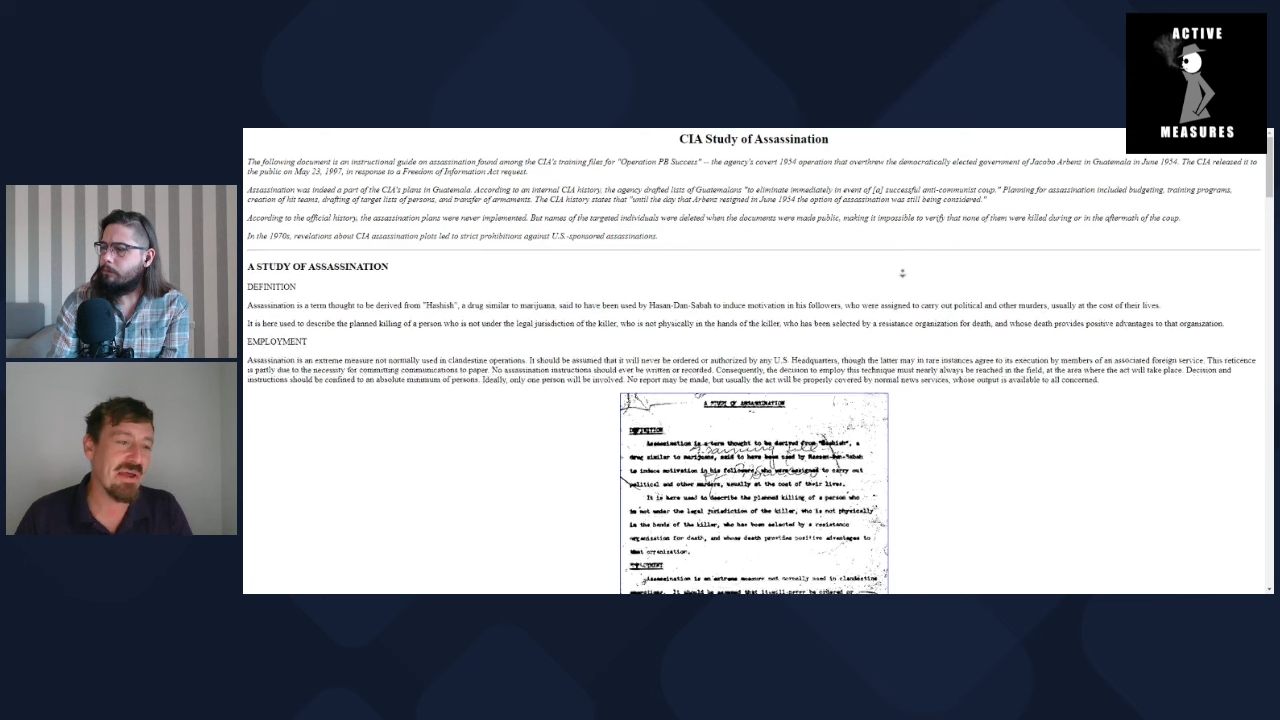 ACTIVE
MEASURES
CIA Study of Assassination
The following document is an instructional guide on assassination found among the CIA's training files for "Operation PB Success" -- the agency's covert 1954 operation that overthrew the democratically elected government of Jacobo Arbenz in Guatemala in June 1954. The CIA released it to
the public on May 23, 1997, in response to a Freedom of Information Act request.
Assassination was indeed a part of the CIA's plans in Guatemala. According to an internal CIA history, the agency drafted lists of Guatemalans "to eliminate immediately in event of [a] successful anti-communist coup." Planning for assassination included budgeting, training programs,
creation of hit teams, drafting of target lists of persons, and transfer of armaments. The CIA history states that "until the day that Arbens resigned in June 1954 the option of assassination was still being considered."
According to the official history, the assassination plans were never implemented. But names of the targeted individuals were deleted when the documents were made public, making it impossible to verify that none of them were killed during or in the aftermath of the coup.
In the 1970s, revelations about CIA assassination plots led to strict prohibitions against U.S.-sponsored assassinations.
A STUDY OF ASSASSINATION
DEFINITION
Assassination is a term thought to be derived from "Hashish", a drug similar to marijuana, said to have been used by Hasan-Dan-Sabah to induce motivation in his followers, who were assigned to carry out political and other murders, usually at the cost of their lives.
It is here used to describe the planned killing of a person who is not under the legal jurisdiction of the killer, who is not physically in the hands of the killer, who has been selected by a resistance organization for death, and whose death provides positive advantages to that organization.
EMPLOYMENT
Assassination is an extreme measure not normally used in clandestine operations. It should be assumed that it will never be ordered or authorized by any U.S. Headquarters, though the latter may in rare instances agree to its execution by members of an associated foreign service. This reticence
is partly due to the necessity for committing communications to paper. No assassination instructions should ever be written or recorded. Consequently, the decision to employ this technique must nearly always be reached in the field, at the area where the act will take place. Decision and
instructions should be confined to an absolute minimum of persons. Ideally, only one person will be involved. No report may be made, but usually the act will be properly covered by normal news services, whose output is available to all concerned.
A STUDY OF ASSASSINATION
DEFINITION
Assassination is a term thought to be derived from "Hashish", a
drug similar to marijuana, said to have been used by Hasan-Dan-Sabah
to induce motivation in his followers, who were assigned to carry out
political and other murders, usually at the cost of their lives.
It is here used to describe the planned killing of a person who
is not under the legal jurisdiction of the killer, who is not physically
in the hands of the killer, who has been selected by a resistance
organization for death, and whose death provides positive advantages to
that organization.
EMPLOYMENT
Assassination is an extreme measure not normally used in clandestine
operations. It should be assumed that it will never be ordered or